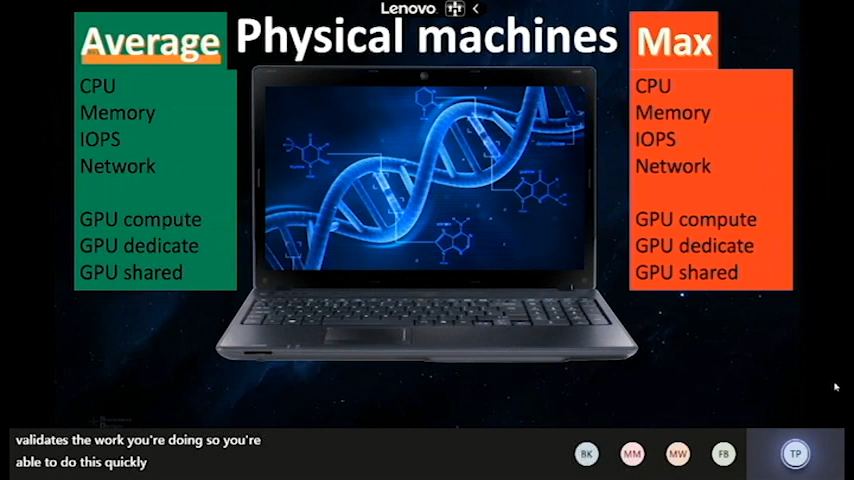 Lenovo
Average
Physical machines
Max
CPU
Memory
IOPS
Network
GPU compute
GPU dedicate
GPU shared
CPU
Memory
IOPS
Network
GPU compute
GPU dedicate
GPU shared
validates the work you're doing so you're
able to do this quickly
BK
MM
MW
FB
TP